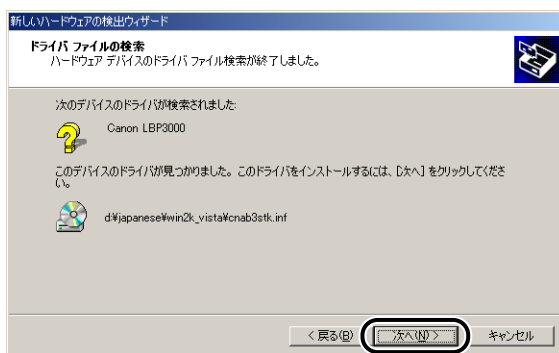 新しいハードウェアの検出ウィザード
ドライバ ファイルの検索
ハードウェア デバイスのドライバ ファイル検索が終了しました。
次のデバイスのドライバが検索されました:
Canon LBP3000
このデバイスのドライバが見つかりました。このドライバをインストールするには、[次へ] をクリックしてくださ
い。
d:¥japanese¥win2k_vista¥cnab3stk.inf
< 戻る(B)
次へ(N) >
キャンセル